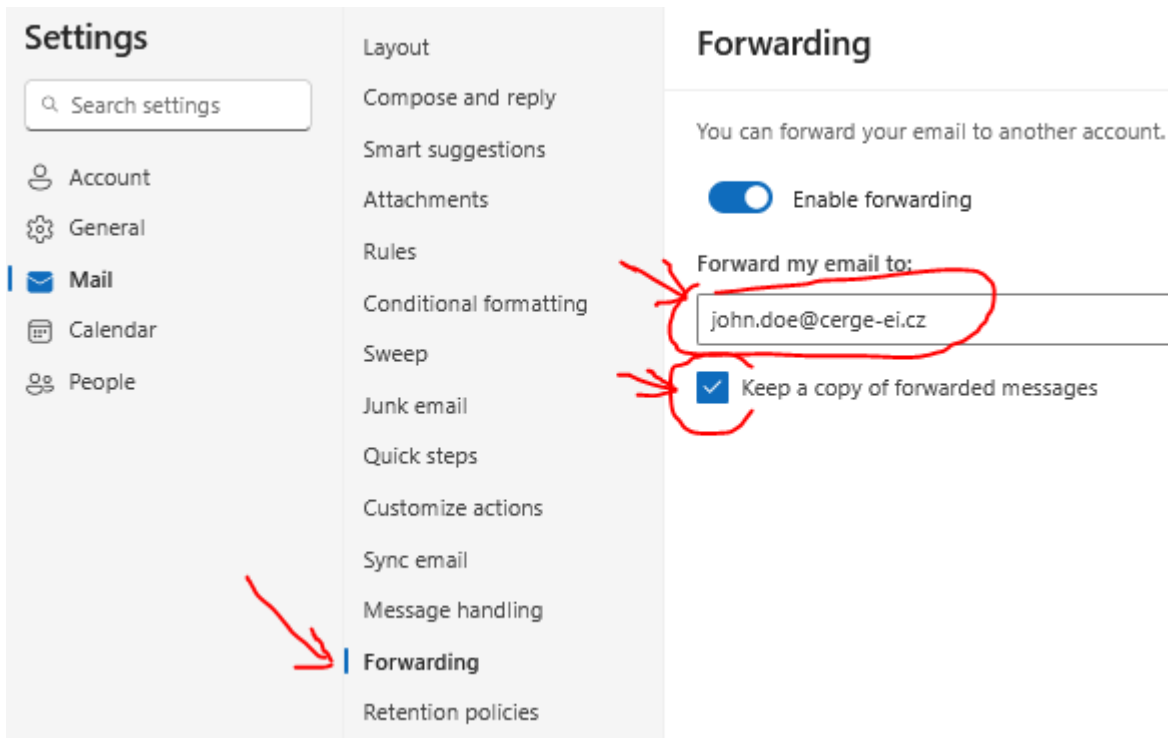 Settings
Search settings
Account
General
Mail
Calendar
People
Layout
Compose and reply
Smart suggestions
Attachments
Rules
Conditional formatting
Sweep
Junk email
Quick steps
Customize actions
Sync email
Message handling
Forwarding
Retention policies
Forwarding
You can forward your email to another account.
Enable forwarding
Forward my email to:
john.doe@cerge-ei.cz
Keep a copy of forwarded messages